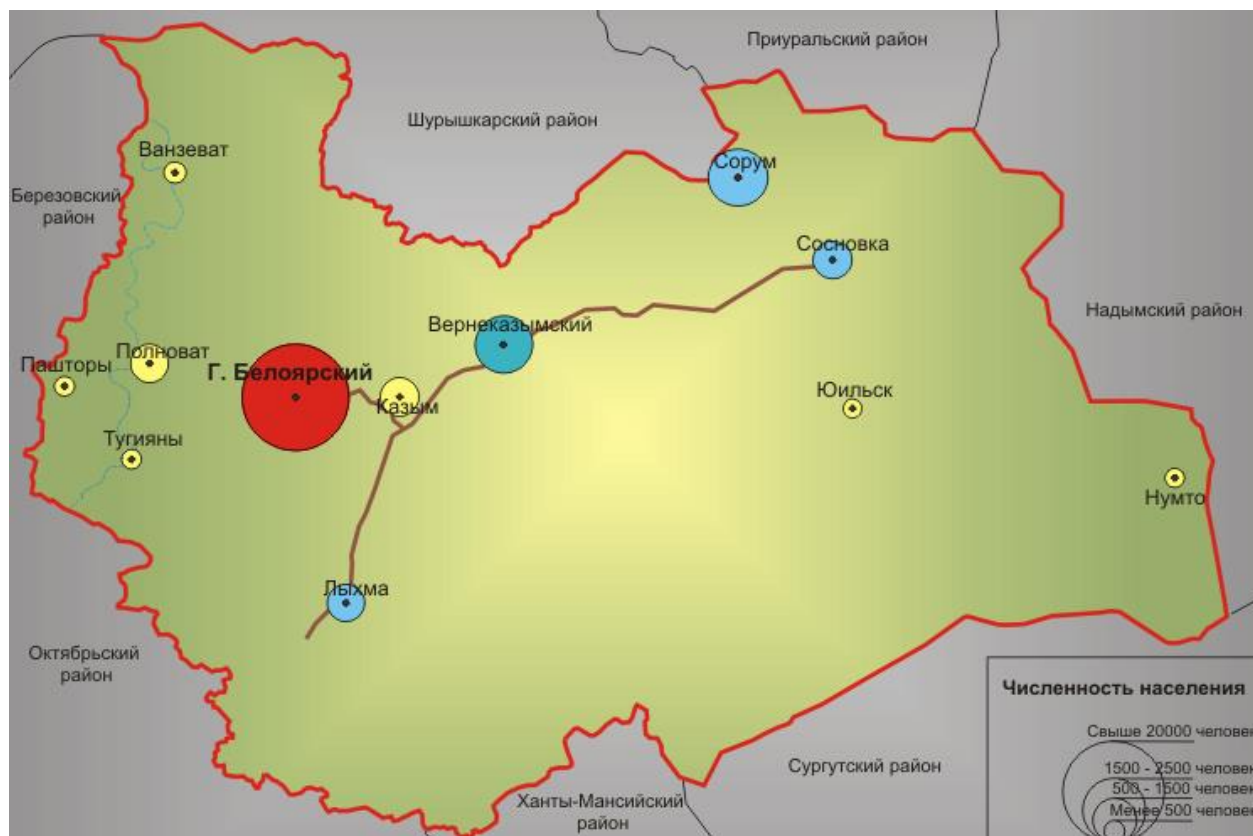 Приуральский район
Шурышкарский район
Ванзеват
Сорум
Березовский
район
Сосновка
Надымский район
Вернеказымский
Полноват
Пашторы
Г. Белоярский
Казым
Юильск
Тугияны
Нумто
Лыхма
Октябрьский
район
Численность населения
Свыше 20000 человек
1500 - 2500 человек
500 - 1500 человек
Менее 500 человек
Сургутский район
Ханты-Мансийский
район